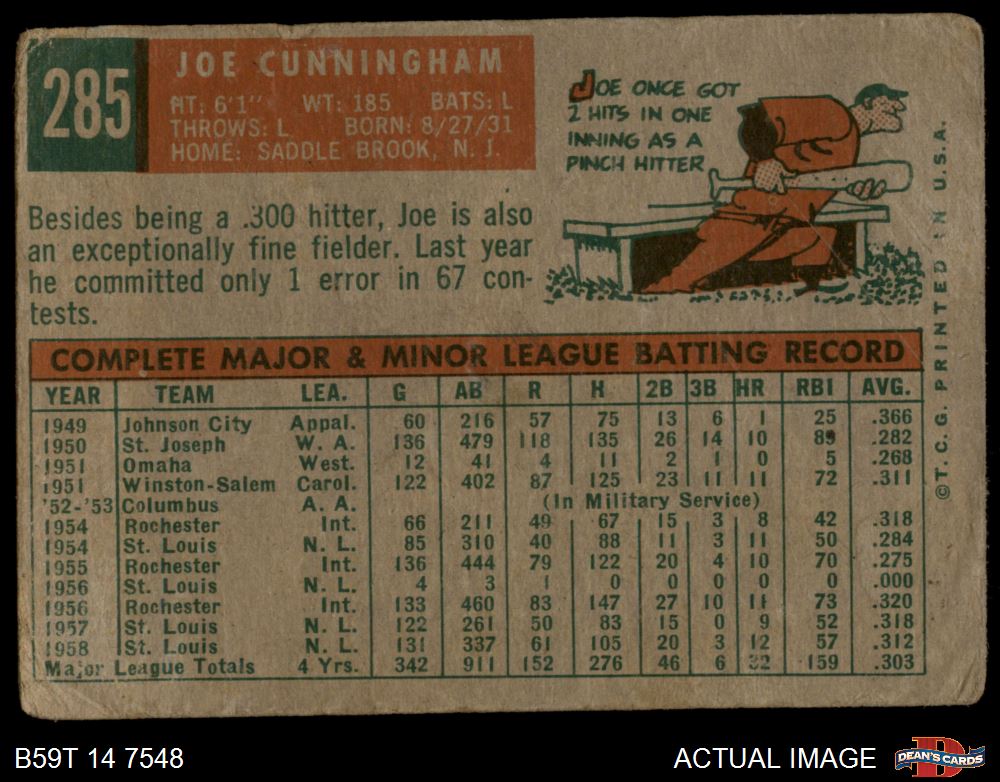 285
JOE CUNNINGHAM
HT: 6'1" WT: 185 BATS: L
THROWS: L BORN: 8/27/31
HOME: SADDLE BROOK, N. J.
JOE ONCE GOT
2 HITS IN ONE
INNING AS A
PINCH HITTER
Besides being a .300 hitter, Joe is also
an exceptionally fine fielder. Last year
he committed only 1 error in 67 con-
tests.
COMPLETE MAJOR & MINOR LEAGUE BATTING RECORD
YEAR TEAM LEA. G AB R H 2B 3B HR RBI AVG.
1949 Johnson City Appal. 60 216 57 75 13 6 1 25 .366
1950 St. Joseph W. A. 136 479 118 135 26 14 10 .282
1951 Omaha West. 12 41 4 11 2 1 0 5 .268
1951 Winston-Salem Carol. 122 402 87 125 23 11 11 72 .311
'52-'53 Columbus A. A. (In Military Service)
1954 Rochester Int. 66 211 49 67 15 3 8 42 .318
1954 St. Louis N. L. 85 310 40 88 11 3 11 50 .284
1955 Rochester Int. 136 444 79 122 20 4 10 70 .275
1956 St. Louis N. L. 4 3 1 0 0 0 0 0 .000
1956 Rochester Int. 133 460 83 147 27 10 11 73 .320
1957 St. Louis N. L. 122 261 50 83 15 0 9 52 .318
1958 St. Louis N. L. 131 337 61 105 20 3 12 57 .312
Major League Totals 4 Yrs. 342 911 152 276 46 6 32 159 .303
© T. C. G. PRINTED IN U.S.A.
B59T 14 7548
ACTUAL IMAGE
D
DEAN'S CARDS